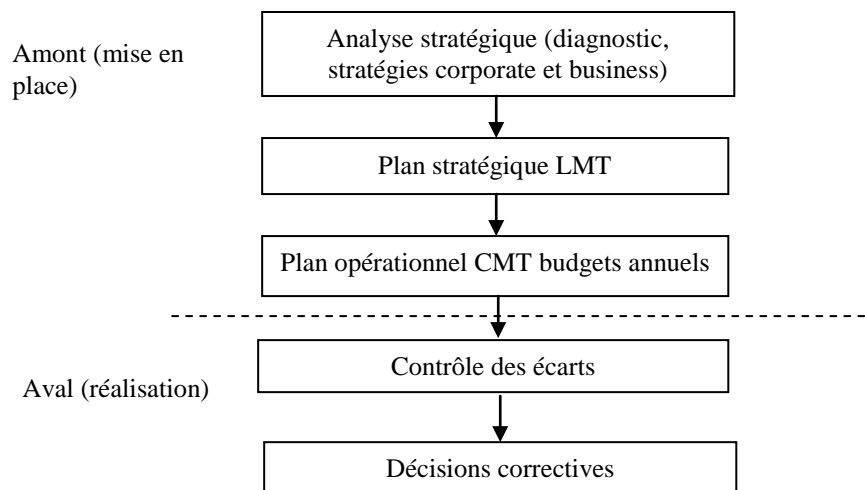 Amont (mise en
place)
Analyse stratégique (diagnostic,
stratégies corporate et business)
Plan stratégique LMT
Plan opérationnel CMT budgets annuels
Contrôle des écarts
Aval (réalisation)
Décisions correctives